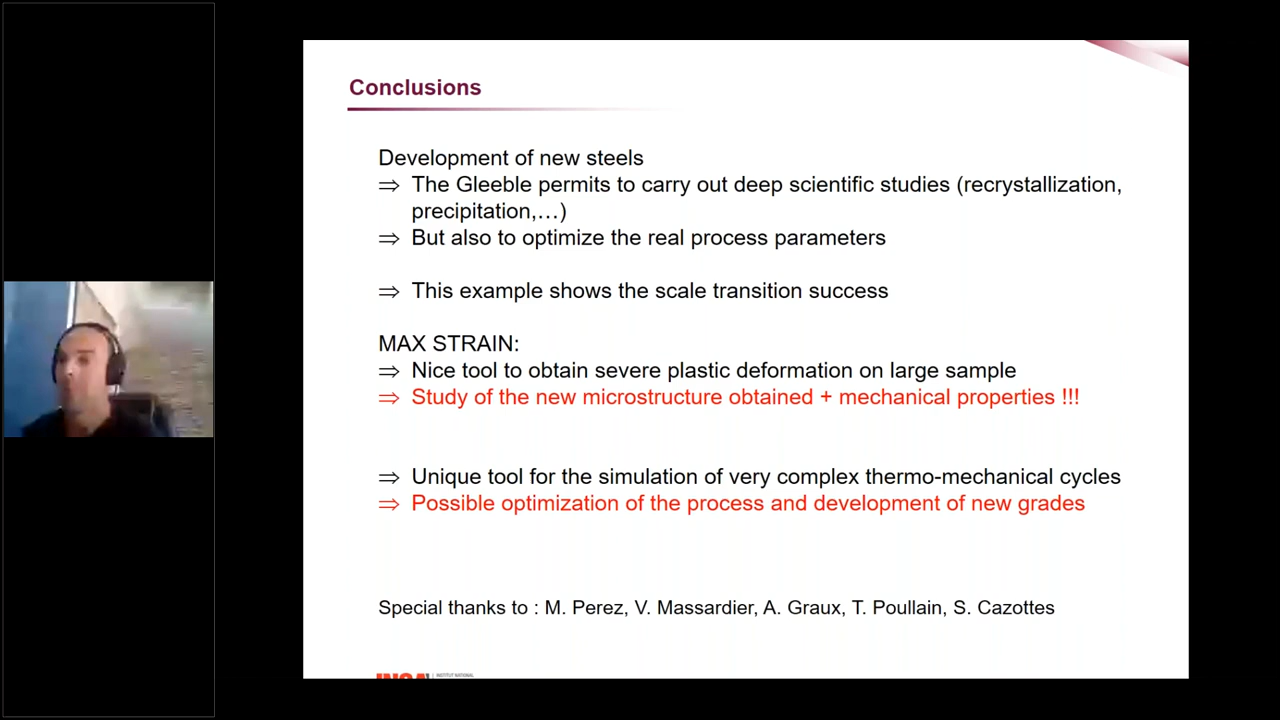 Conclusions
Development of new steels
⇒ The Gleeble permits to carry out deep scientific studies (recrystallization,
precipitation,…)
⇒ But also to optimize the real process parameters
⇒ This example shows the scale transition success
MAX STRAIN:
⇒ Nice tool to obtain severe plastic deformation on large sample
⇒ Study of the new microstructure obtained + mechanical properties !!!
⇒ Unique tool for the simulation of very complex thermo-mechanical cycles
⇒ Possible optimization of the process and development of new grades
Special thanks to : M. Perez, V. Massardier, A. Graux, T. Poullain, S. Cazottes
INSA INSTITUT NATIONAL